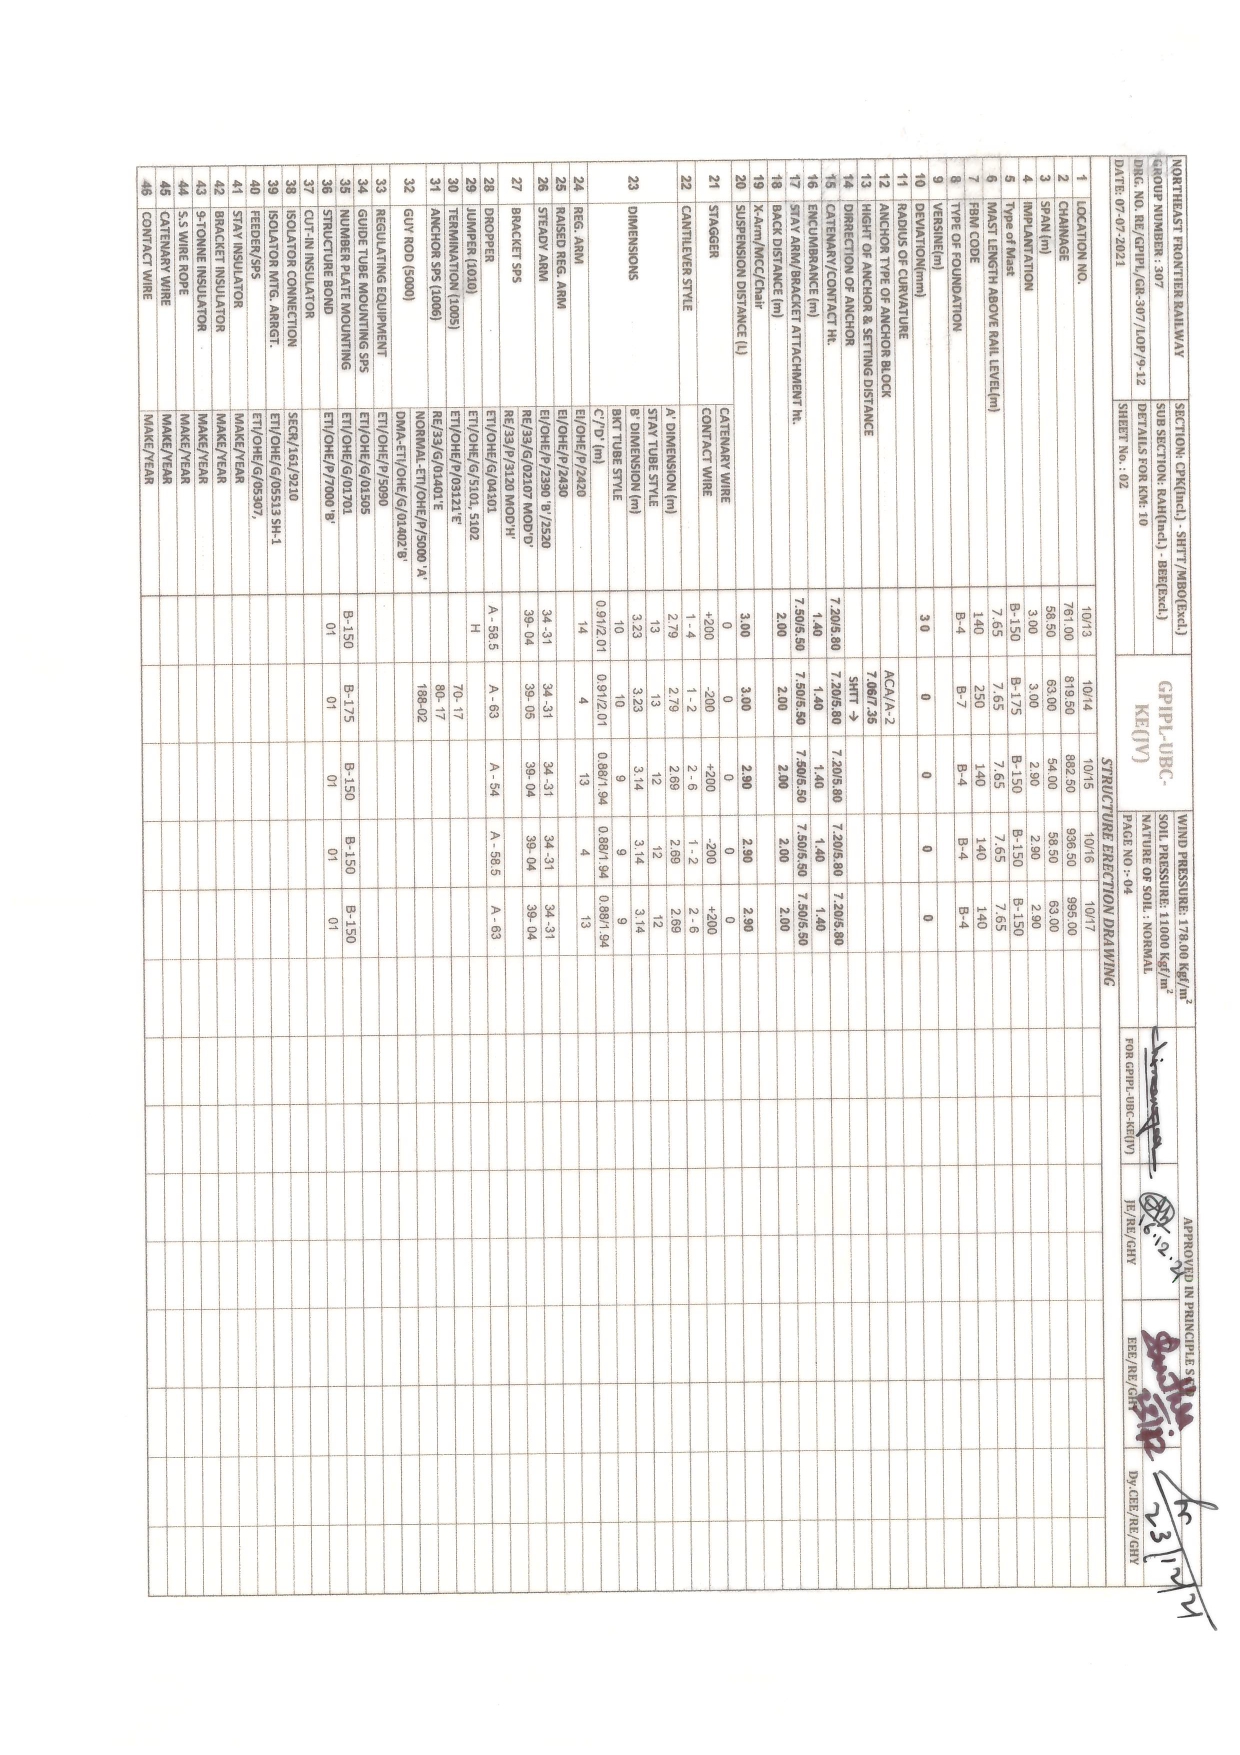 NORTHEAST FRONTIER RAILWAY
GROUP NUMBER : 307
DRG. NO. RE/GPIPL/GR-307/LOP/9-12
DATE: 07-07-2021
SECTION: CPK(Incl.) - SHTT/MBO(Excl.)
SUB SECTION: RAH(Incl.) - BEE(Excl.)
DETAILS FOR KM: 10
SHEET No. : 02
GPIPL-UBC-
KE(JV)
WIND PRESSURE: 178.00 Kgf/m²
SOIL PRESSURE: 11000 Kgf/m²
NATURE OF SOIL : NORMAL
PAGE NO :- 04
FOR GPIPL-UBC-KE(JV)
APPROVED IN PRINCIPLE
16.12.21
JE/RE/GHY
23/12
EEE/RE/GHY
23/12/21
Dy.CEE/RE/GHY
STRUCTURE ERECTION DRAWING
1 LOCATION NO. 10/13 10/14 10/15 10/16 10/17
2 CHAINAGE 761.00 819.50 882.50 936.50 995.00
3 SPAN (m) 58.50 63.00 54.00 58.50 63.00
4 IMPLANTATION 3.00 3.00 2.90 2.90 2.90
5 Type of Mast B-150 B-175 B-150 B-150 B-150
6 MAST LENGTH ABOVE RAIL LEVEL(m) 7.65 7.65 7.65 7.65 7.65
7 FBM CODE 140 250 140 140 140
8 TYPE OF FOUNDATION B-4 B-7 B-4 B-4 B-4
9 VERSINE(m)
10 DEVIATION(mm) 30 0 0 0 0
11 RADIUS OF CURVATURE
12 ANCHOR TYPE OF ANCHOR BLOCK ACA/A-2
13 HIGHT OF ANCHOR & SETTING DISTANCE 7.06/7.35
14 DIRRECTION OF ANCHOR SHTT →
15 CATENARY/CONTACT Ht. 7.20/5.80 7.20/5.80 7.20/5.80 7.20/5.80 7.20/5.80
16 ENCUMBRANCE (m) 1.40 1.40 1.40 1.40 1.40
17 STAY ARM/BRACKET ATTACHMENT ht. 7.50/5.50 7.50/5.50 7.50/5.50 7.50/5.50 7.50/5.50
18 BACK DISTANCE (m) 2.00 2.00 2.00 2.00 2.00
19 X-Arm/MCC/Chair
20 SUSPENSION DISTANCE (L) 3.00 3.00 2.90 2.90 2.90
21 STAGGER CATENARY WIRE 0 0 0 0 0
CONTACT WIRE +200 -200 +200 -200 +200
22 CANTILEVER STYLE 1 - 4 1 - 2 2 - 6 1 - 2 2 - 6
23 DIMENSIONS A' DIMENSION (m) 2.79 2.79 2.69 2.69 2.69
STAY TUBE STYLE 13 13 12 12 12
B' DIMENSION (m) 3.23 3.23 3.14 3.14 3.14
BKT TUBE STYLE 10 10 9 9 9
C'/'D' (m) 0.91/2.01 0.91/2.01 0.88/1.94 0.88/1.94 0.88/1.94
24 REG. ARM EI/OHE/P/2420 14 4 13 4 13
25 RAISED REG. ARM EI/OHE/P/2430
26 STEADY ARM EI/OHE/P/2390 'B'/2520 34 -31 34 -31 34 -31 34 -31 34 -31
27 BRACKET SPS RE/33/G/02107 MOD'D' 39- 04 39- 05 39- 04 39- 04 39- 04
RE/33/P/3120 MOD'H'
28 DROPPER ETI/OHE/G/04101 A - 58.5 A - 63 A - 54 A - 58.5 A - 63
29 JUMPER (1010) ETI/OHE/G/5101, 5102 H
30 TERMINATION (1005) ETI/OHE/P/03121'E' 70- 17
31 ANCHOR SPS (1006) RE/33/G/01401'E 80- 17
32 GUY ROD (5000) NORMAL-ETI/OHE/P/5000 'A' 188-02
DMA-ETI/OHE/G/01402'B'
33 REGULATING EQUIPMENT ETI/OHE/P/5090
34 GUIDE TUBE MOUNTING SPS ETI/OHE/G/01505
35 NUMBER PLATE MOUNTING ETI/OHE/G/01701 B-150 B-175 B-150 B-150 B-150
36 STRUCTURE BOND ETI/OHE/P/7000 'B' 01 01 01 01 01
37 CUT-IN INSULATOR
38 ISOLATOR CONNECTION SECR/161/9210
39 ISOLATOR MTG. ARRGT. ETI/OHE/G/05513 SH-1
40 FEEDER/SPS ETI/OHE/G/05307,
41 STAY INSULATOR MAKE/YEAR
42 BRACKET INSULATOR MAKE/YEAR
43 9-TONNE INSULATOR MAKE/YEAR
44 S.S WIRE ROPE MAKE/YEAR
45 CATENARY WIRE MAKE/YEAR
46 CONTACT WIRE MAKE/YEAR